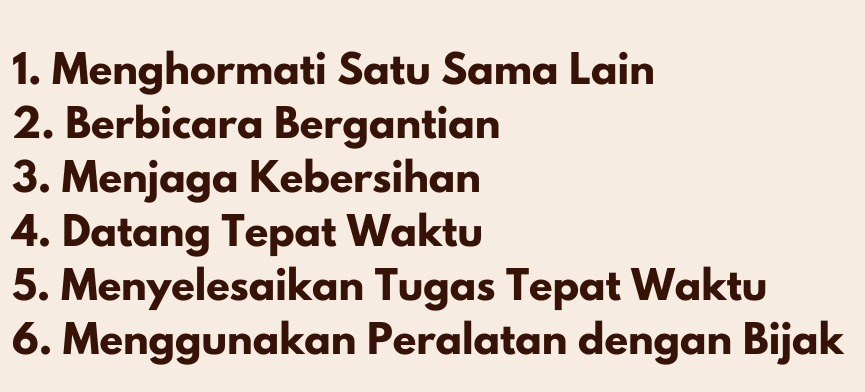 1. Menghormati Satu Sama Lain
2. Berbicara Bergantian
3. Menjaga Kebersihan
4. Datang Tepat Waktu
5. Menyelesaikan Tugas Tepat Waktu
6. Menggunakan Peralatan dengan Bijak